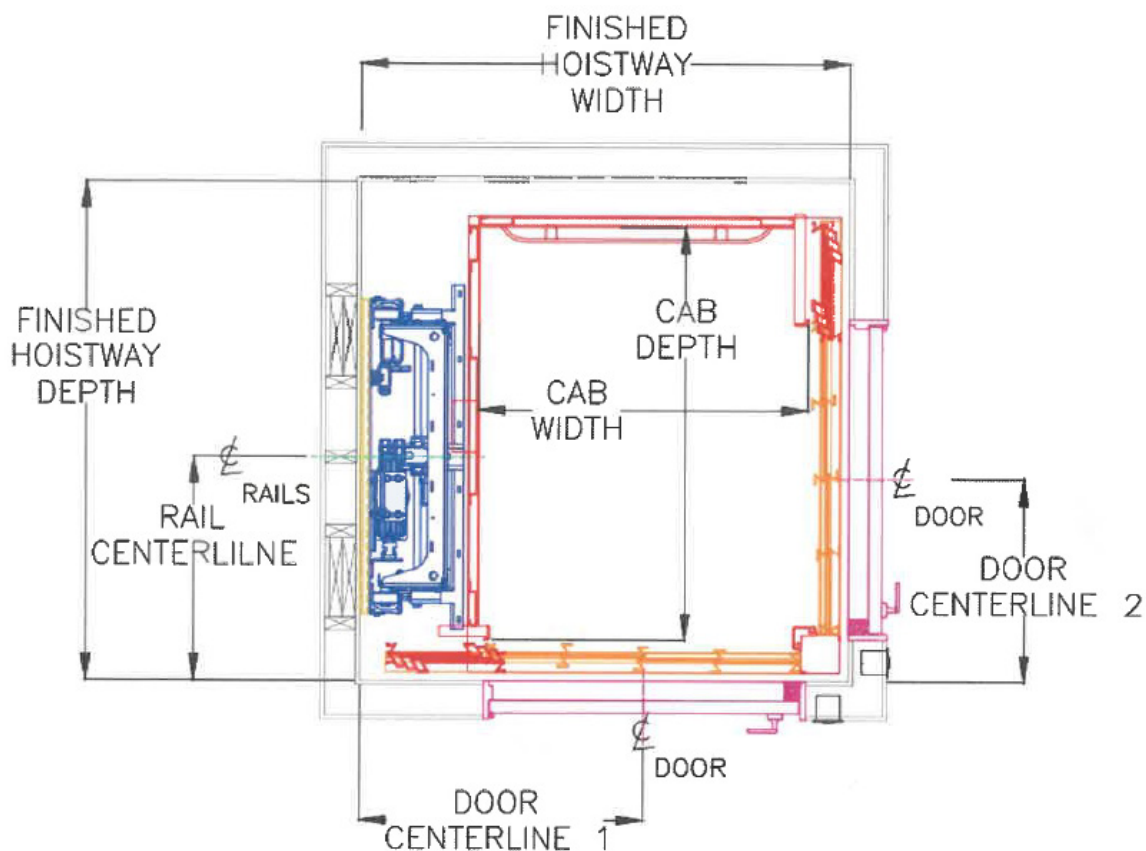 FINISHED
HOISTWAY
WIDTH
FINISHED
HOISTWAY
DEPTH
CAB
DEPTH
CAB
WIDTH
℄
RAILS
RAIL
CENTERLILNE
℄
DOOR
DOOR
CENTERLINE 2
℄
DOOR
DOOR
CENTERLINE 1